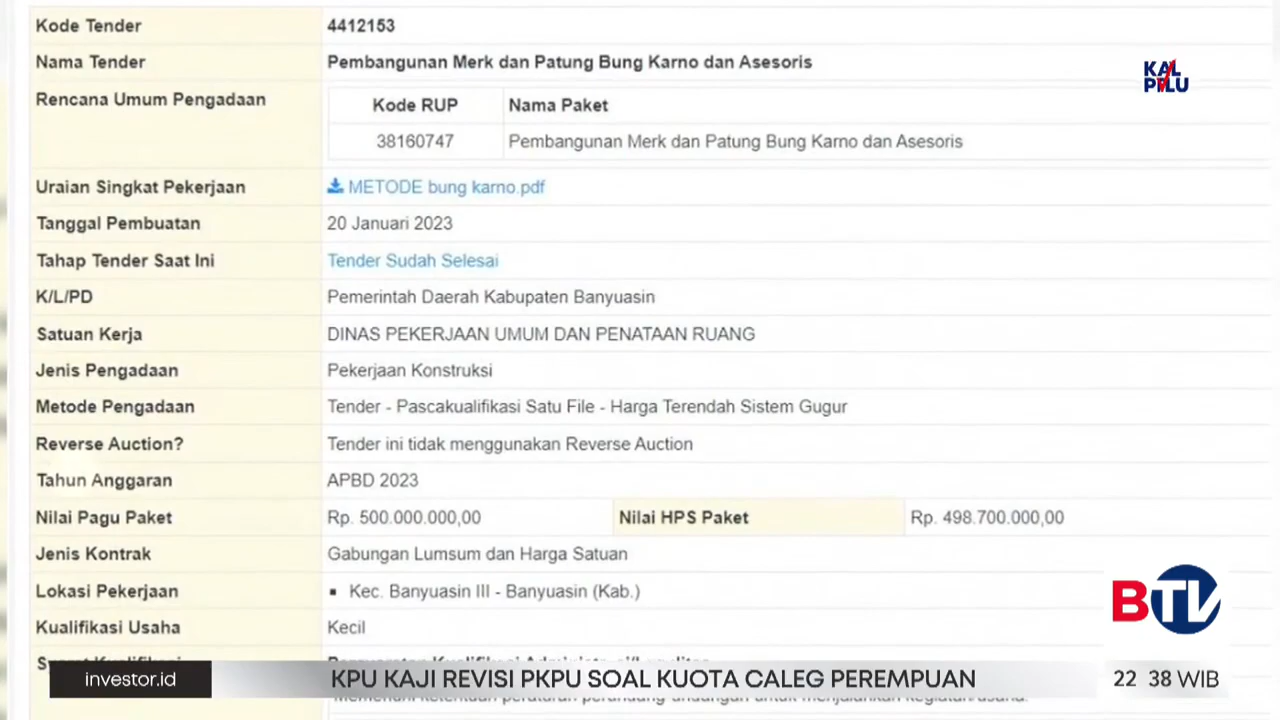 Kode Tender 4412153
Nama Tender Pembangunan Merk dan Patung Bung Karno dan Asesoris
KAL
PILU
Rencana Umum Pengadaan Kode RUP Nama Paket
38160747 Pembangunan Merk dan Patung Bung Karno dan Asesoris
Uraian Singkat Pekerjaan METODE bung karno.pdf
Tanggal Pembuatan 20 Januari 2023
Tahap Tender Saat Ini Tender Sudah Selesai
K/L/PD Pemerintah Daerah Kabupaten Banyuasin
Satuan Kerja DINAS PEKERJAAN UMUM DAN PENATAAN RUANG
Jenis Pengadaan Pekerjaan Konstruksi
Metode Pengadaan Tender - Pascakualifikasi Satu File - Harga Terendah Sistem Gugur
Reverse Auction? Tender ini tidak menggunakan Reverse Auction
Tahun Anggaran APBD 2023
Nilai Pagu Paket Rp. 500.000.000,00 Nilai HPS Paket Rp. 498.700.000,00
Jenis Kontrak Gabungan Lumsum dan Harga Satuan
Lokasi Pekerjaan ▪ Kec. Banyuasin III - Banyuasin (Kab.)
BTV
Kualifikasi Usaha Kecil
investor.id KPU KAJI REVISI PKPU SOAL KUOTA CALEG PEREMPUAN 22 38 WIB